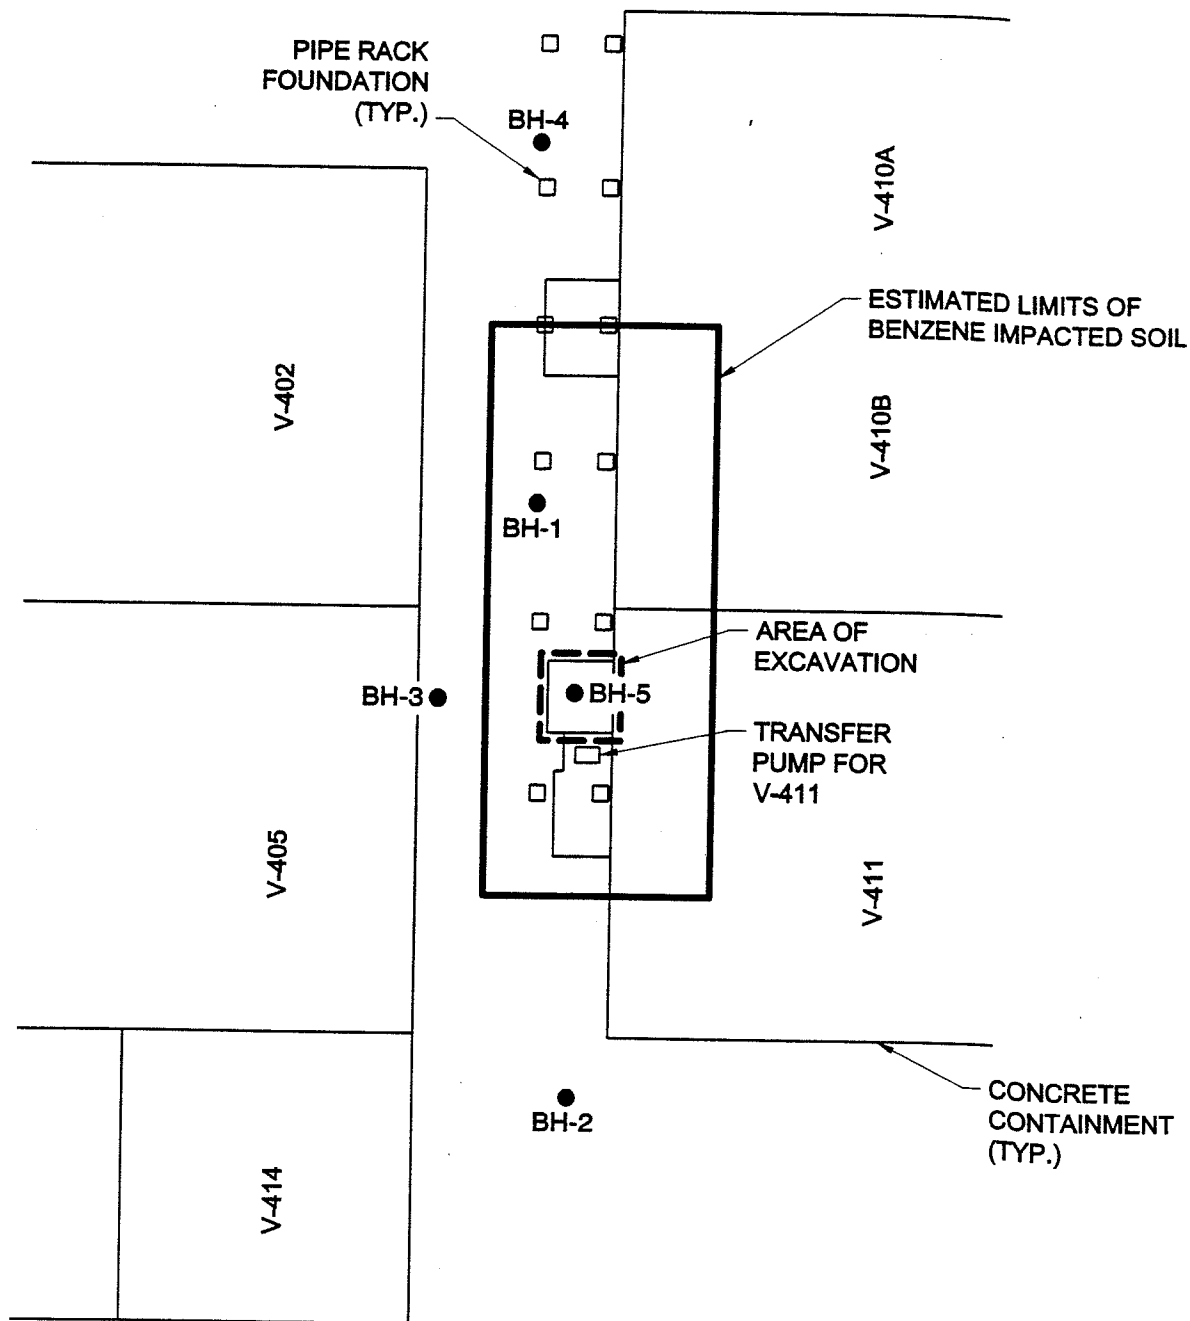 PIPE RACK
FOUNDATION
(TYP.)
BH-4
V-410A
ESTIMATED LIMITS OF
BENZENE IMPACTED SOIL
V-402
V-410B
BH-1
AREA OF
EXCAVATION
BH-3
BH-5
TRANSFER
PUMP FOR
V-411
V-405
V-411
CONCRETE
CONTAINMENT
(TYP.)
BH-2
V-414